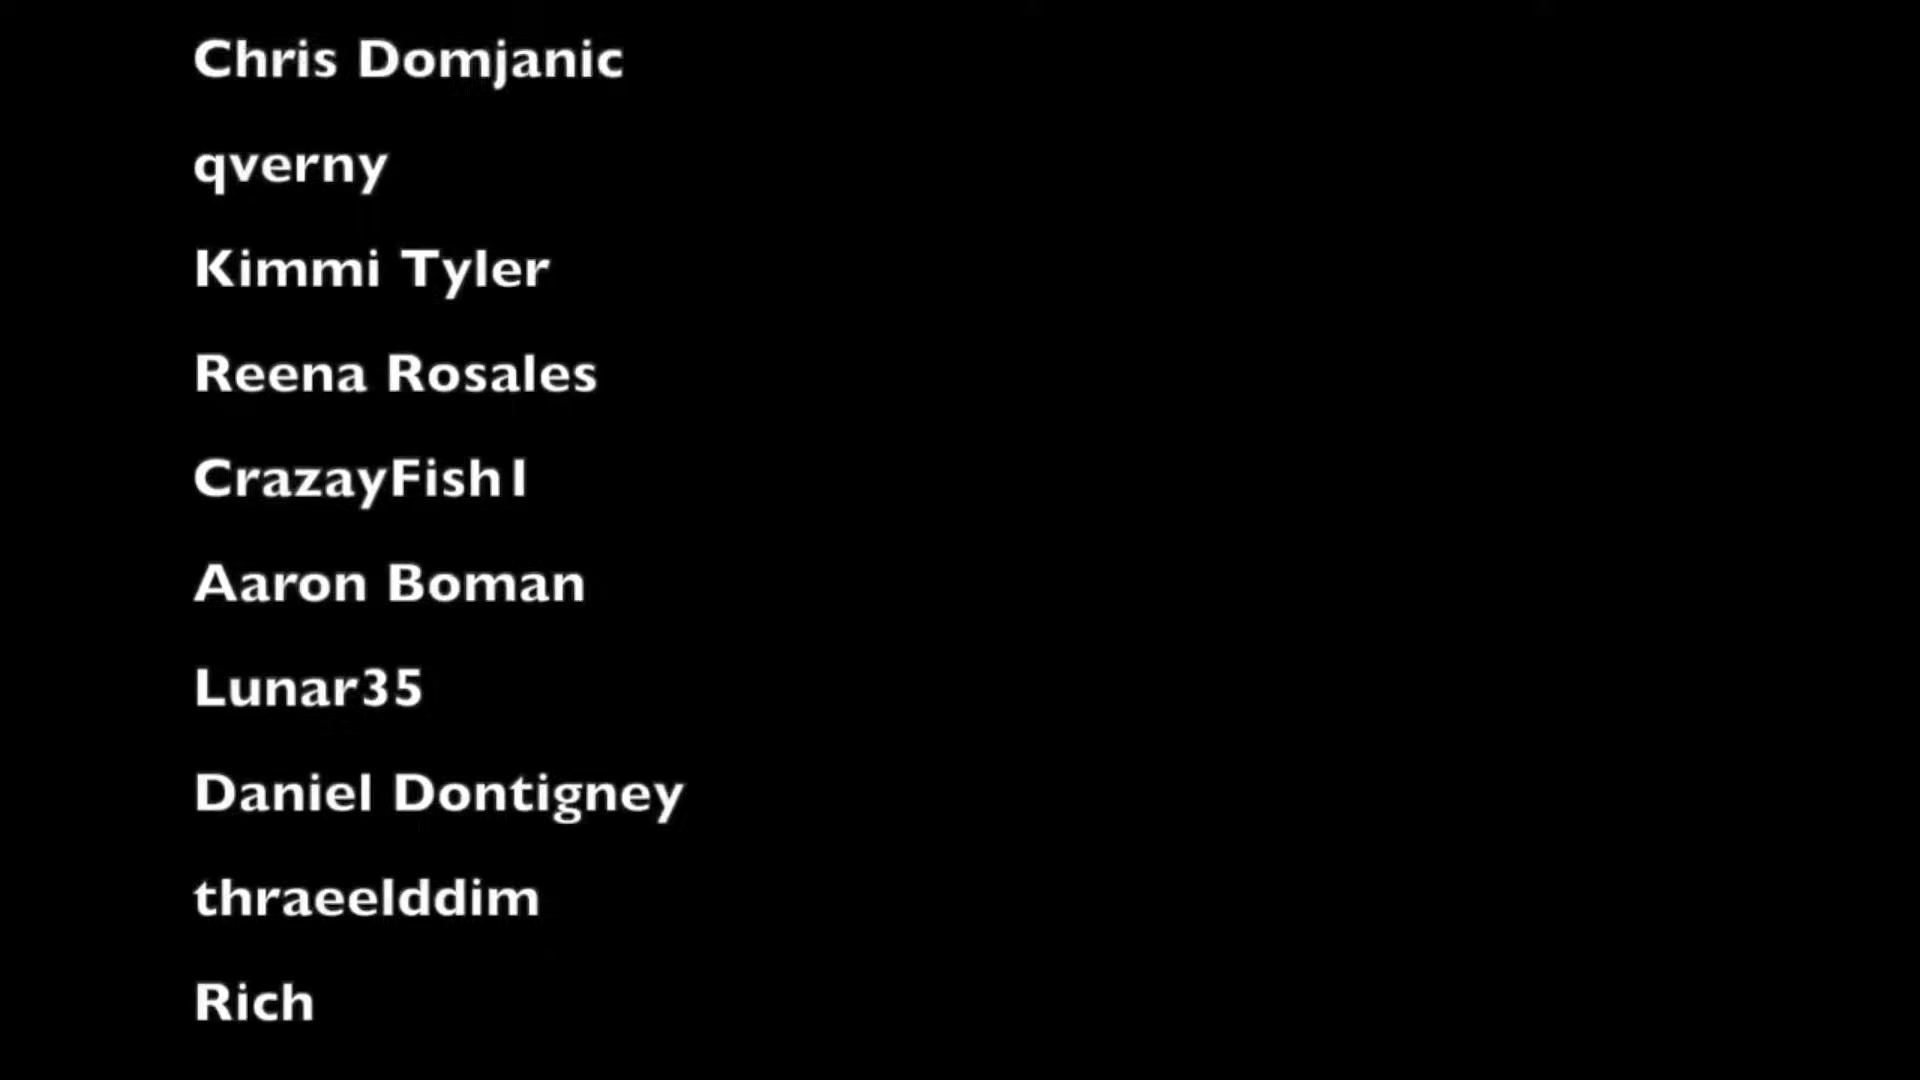 Chris Domjanic
qverny
Kimmi Tyler
Reena Rosales
CrazayFish1
Aaron Boman
Lunar35
Daniel Dontigney
thraeelddim
Rich